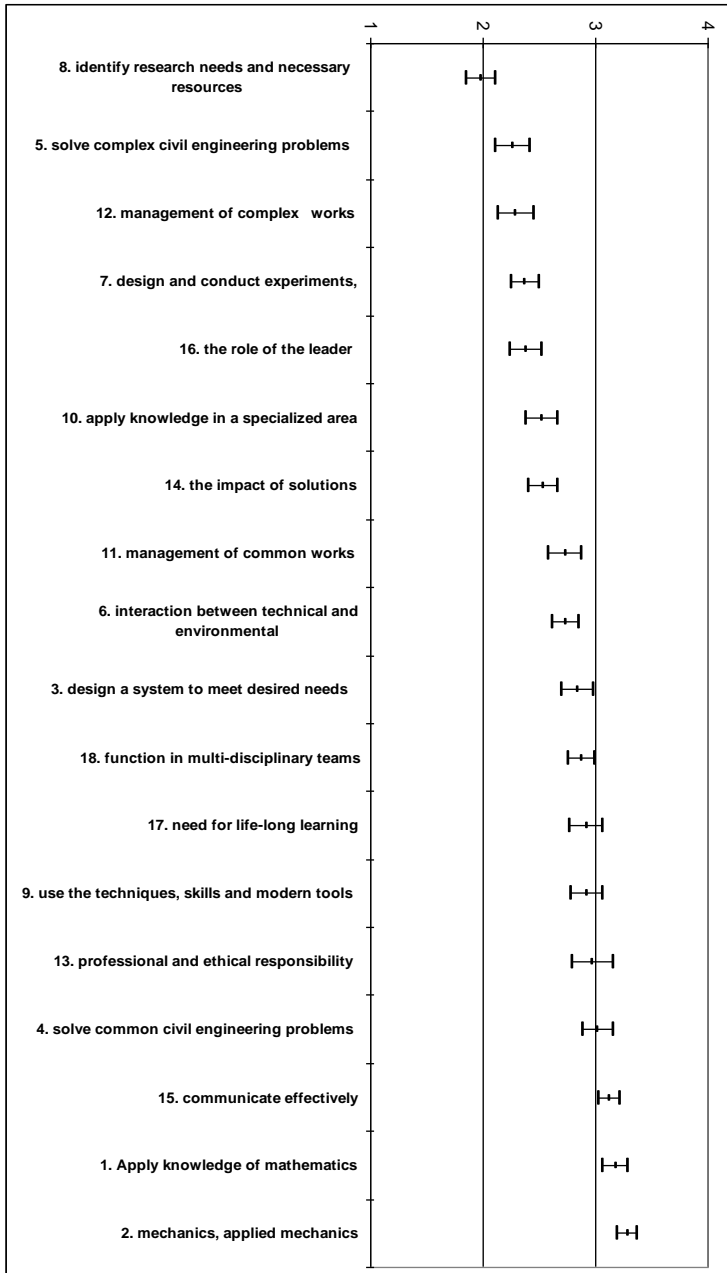 1 2 3 4
8. identify research needs and necessary
resources
5. solve complex civil engineering problems
12. management of complex works
7. design and conduct experiments,
16. the role of the leader
10. apply knowledge in a specialized area
14. the impact of solutions
11. management of common works
6. interaction between technical and
environmental
3. design a system to meet desired needs
18. function in multi-disciplinary teams
17. need for life-long learning
9. use the techniques, skills and modern tools
13. professional and ethical responsibility
4. solve common civil engineering problems
15. communicate effectively
1. Apply knowledge of mathematics
2. mechanics, applied mechanics